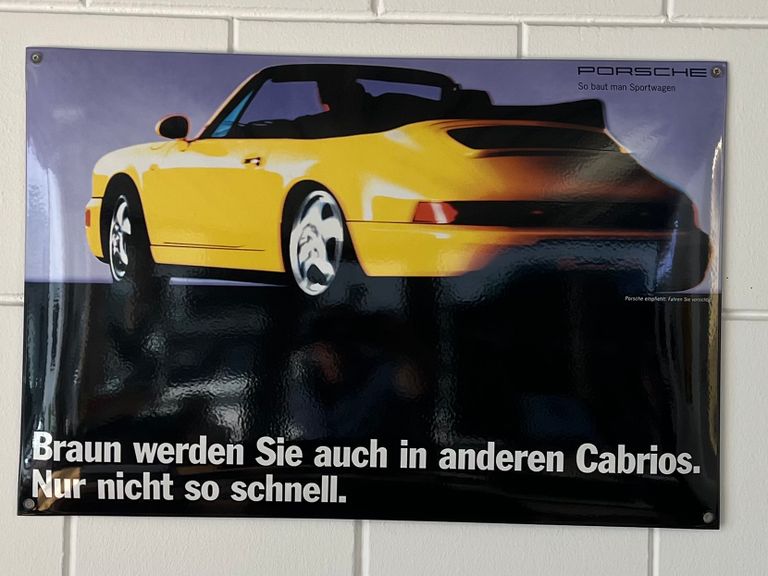 PORSCHE
So baut man Sportwagen
Porsche empfiehlt: Fahren Sie vorsichtig
Braun werden Sie auch in anderen Cabrios.
Nur nicht so schnell.